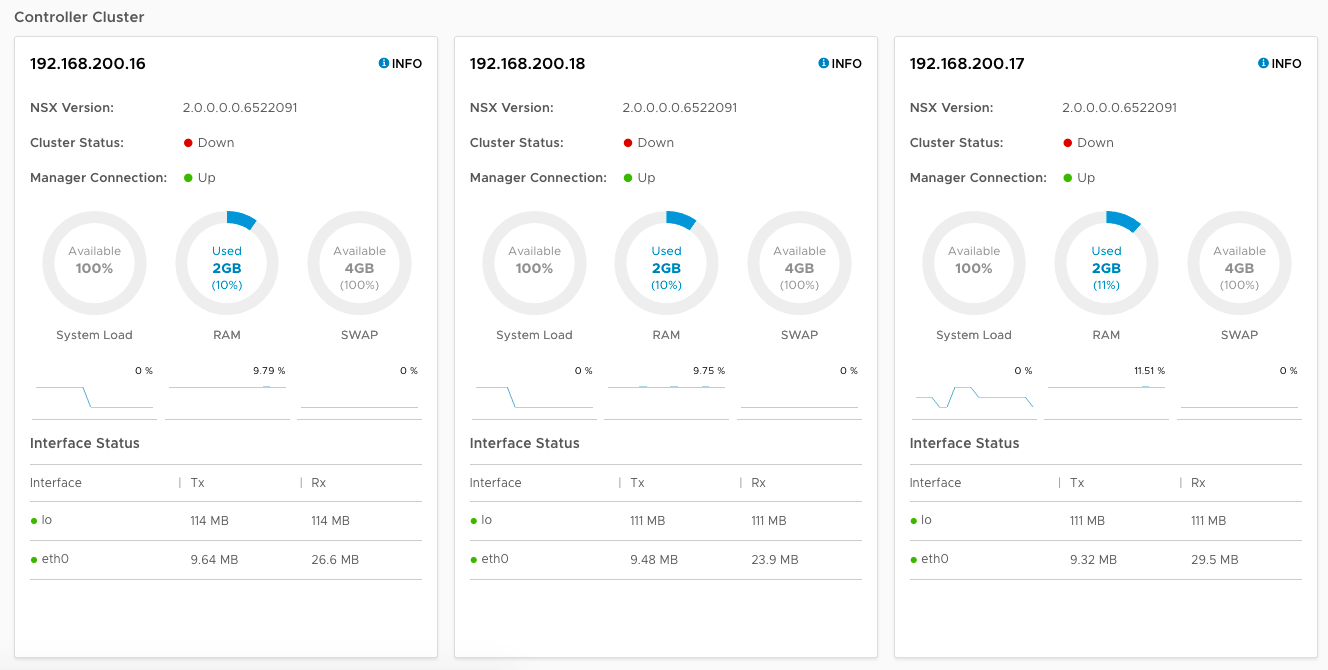 Controller Cluster
192.168.200.16
INFO
NSX Version: 2.0.0.0.0.6522091
Cluster Status: Down
Manager Connection: Up
Available
100%
System Load
Used
2GB
(10%)
RAM
Available
4GB
(100%)
SWAP
0 %
9.79 %
0 %
Interface Status
Interface | Tx | Rx
lo 114 MB 114 MB
eth0 9.64 MB 26.6 MB
192.168.200.18
INFO
NSX Version: 2.0.0.0.0.6522091
Cluster Status: Down
Manager Connection: Up
Available
100%
System Load
Used
2GB
(10%)
RAM
Available
4GB
(100%)
SWAP
0 %
9.75 %
0 %
Interface Status
Interface | Tx | Rx
lo 111 MB 111 MB
eth0 9.48 MB 23.9 MB
192.168.200.17
INFO
NSX Version: 2.0.0.0.0.6522091
Cluster Status: Down
Manager Connection: Up
Available
100%
System Load
Used
2GB
(11%)
RAM
Available
4GB
(100%)
SWAP
0 %
11.51 %
0 %
Interface Status
Interface | Tx | Rx
lo 111 MB 111 MB
eth0 9.32 MB 29.5 MB